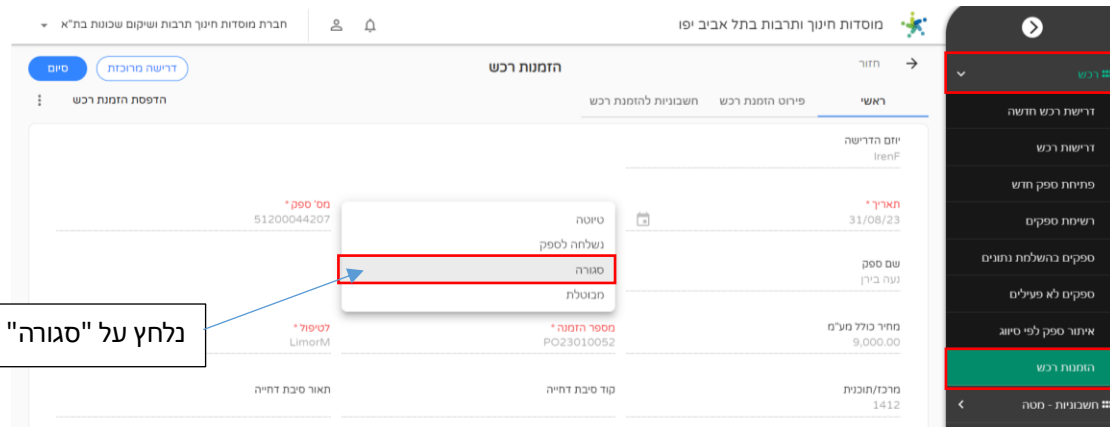 מוסדות חינוך ותרבות בתל אביב יפו
חברת מוסדות חינוך תרבות ושיקום שכונות בת"א
רכש
דרישת רכש חדשה
דרישות רכש
פתיחת ספק חדש
רשימת ספקים
ספקים בהשלמת נתונים
ספקים לא פעילים
איתור ספק לפי סיווג
הזמנות רכש
חשבוניות - מטה
חזור
הזמנות רכש
דרישה מרוכזת
סיום
ראשי
פירוט הזמנת רכש
חשבוניות להזמנת רכש
הדפסת הזמנת רכש
יוזם הדרישה
IrenF
תאריך *
31/08/23
טיוטה
נשלחה לספק
סגורה
מבוטלת
מס' ספק *
51200044207
שם ספק
נעה בירן
נלחץ על "סגורה"
מחיר כולל מע"מ
9,000.00
מספר הזמנה *
PO23010052
לטיפול *
LimorM
מרכז/תוכנית
1412
קוד סיבת דחייה
תאור סיבת דחייה